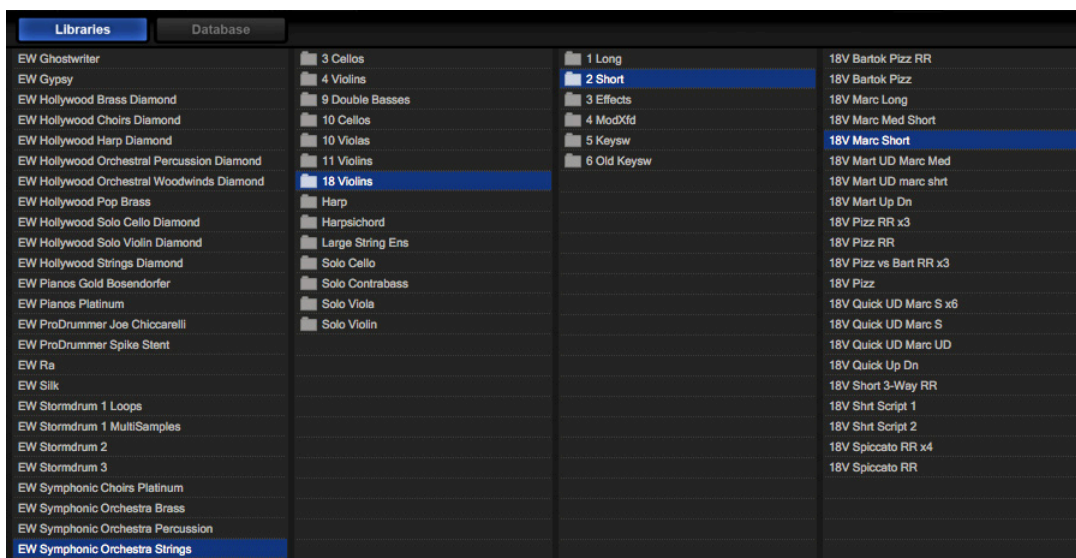 Libraries
Database
EW Ghostwriter
EW Gypsy
EW Hollywood Brass Diamond
EW Hollywood Choirs Diamond
EW Hollywood Harp Diamond
EW Hollywood Orchestral Percussion Diamond
EW Hollywood Orchestral Woodwinds Diamond
EW Hollywood Pop Brass
EW Hollywood Solo Cello Diamond
EW Hollywood Solo Violin Diamond
EW Hollywood Strings Diamond
EW Pianos Gold Bosendorfer
EW Pianos Platinum
EW ProDrummer Joe Chiccarelli
EW ProDrummer Spike Stent
EW Ra
EW Silk
EW Stormdrum 1 Loops
EW Stormdrum 1 MultiSamples
EW Stormdrum 2
EW Stormdrum 3
EW Symphonic Choirs Platinum
EW Symphonic Orchestra Brass
EW Symphonic Orchestra Percussion
EW Symphonic Orchestra Strings
3 Cellos
4 Violins
9 Double Basses
10 Cellos
10 Violas
11 Violins
18 Violins
Harp
Harpsichord
Large String Ens
Solo Cello
Solo Contrabass
Solo Viola
Solo Violin
1 Long
2 Short
3 Effects
4 ModXfd
5 Keysw
6 Old Keysw
18V Bartok Pizz RR
18V Bartok Pizz
18V Marc Long
18V Marc Med Short
18V Marc Short
18V Mart UD Marc Med
18V Mart UD marc shrt
18V Mart Up Dn
18V Pizz RR x3
18V Pizz RR
18V Pizz vs Bart RR x3
18V Pizz
18V Quick UD Marc S x6
18V Quick UD Marc S
18V Quick UD Marc UD
18V Quick Up Dn
18V Short 3-Way RR
18V Shrt Script 1
18V Shrt Script 2
18V Spiccato RR x4
18V Spiccato RR